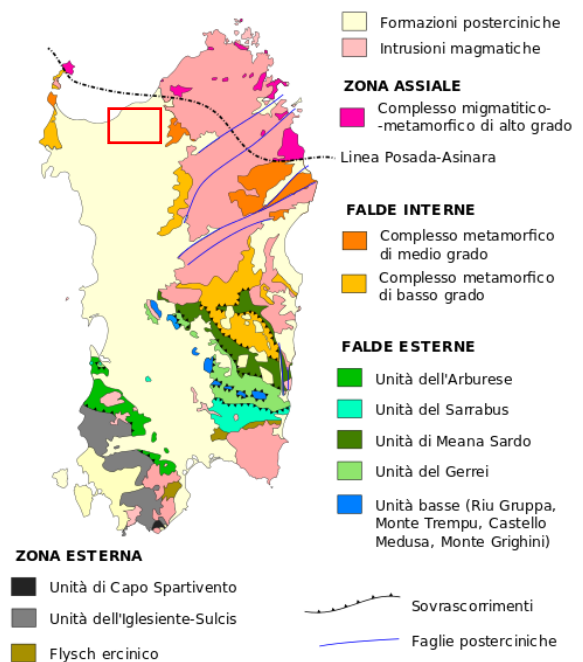 Formazioni posterciniche
Intrusioni magmatiche
ZONA ASSIALE
Complesso migmatitico-
-metamorfico di alto grado
Linea Posada-Asinara
FALDE INTERNE
Complesso metamorfico
di medio grado
Complesso metamorfico
di basso grado
FALDE ESTERNE
Unità dell'Arburese
Unità del Sarrabus
Unità di Meana Sardo
Unità del Gerrei
Unità basse (Riu Gruppa,
Monte Trempu, Castello
Medusa, Monte Grighini)
ZONA ESTERNA
Unità di Capo Spartivento
Unità dell'Iglesiente-Sulcis
Flysch ercinico
Sovrascorrimenti
Faglie posterciniche